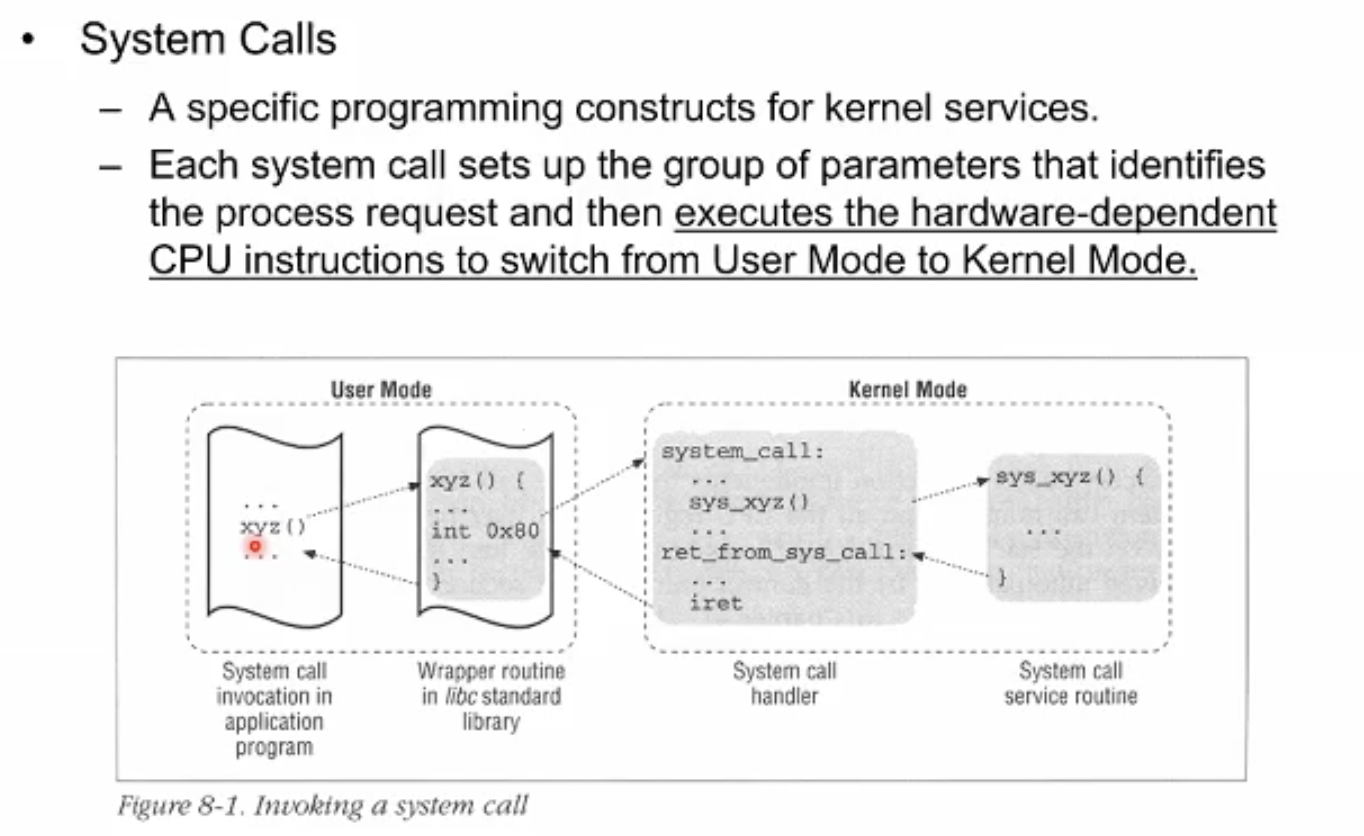 • System Calls
– A specific programming constructs for kernel services.
– Each system call sets up the group of parameters that identifies
the process request and then executes the hardware-dependent
CPU instructions to switch from User Mode to Kernel Mode.
User Mode
Kernel Mode
...
xyz()
...
xyz() {
...
int 0x80
...
}
system_call:
...
sys_xyz()
...
ret_from_sys_call:
...
iret
sys_xyz() {
...
}
System call
invocation in
application
program
Wrapper routine
in libc standard
library
System call
handler
System call
service routine
Figure 8-1. Invoking a system call